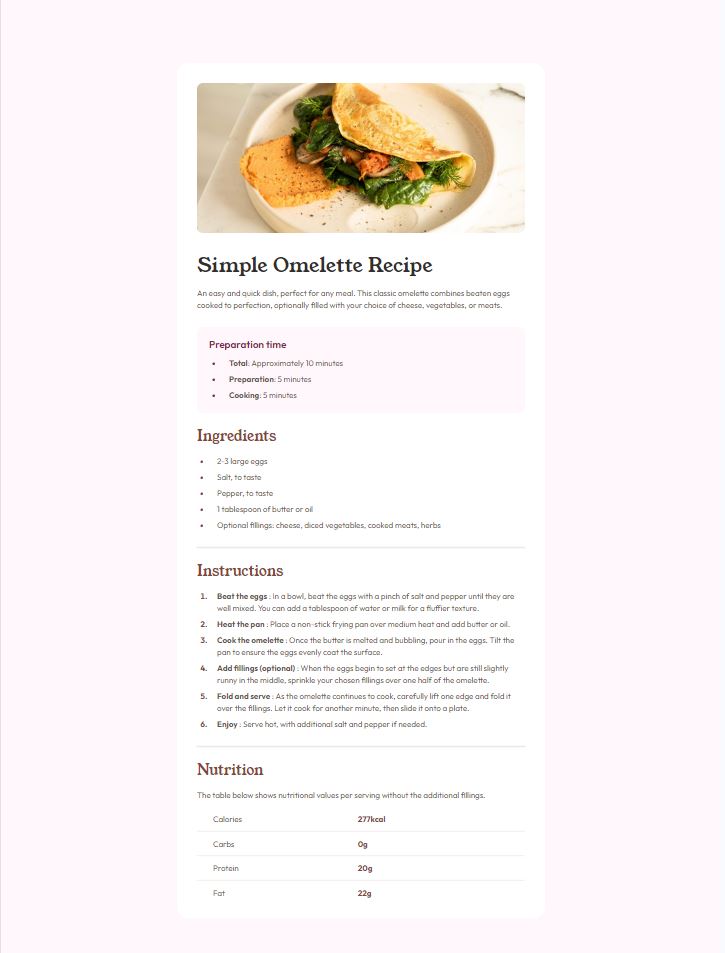 Simple Omelette Recipe
An easy and quick dish, perfect for any meal. This classic omelette combines beaten eggs
cooked to perfection, optionally filled with your choice of cheese, vegetables, or meats.
Preparation time
• Total: Approximately 10 minutes
• Preparation: 5 minutes
• Cooking: 5 minutes
Ingredients
• 2-3 large eggs
• Salt, to taste
• Pepper, to taste
• 1 tablespoon of butter or oil
• Optional fillings: cheese, diced vegetables, cooked meats, herbs
Instructions
1. Beat the eggs : In a bowl, beat the eggs with a pinch of salt and pepper until they are
well mixed. You can add a tablespoon of water or milk for a fluffier texture.
2. Heat the pan : Place a non-stick frying pan over medium heat and add butter or oil.
3. Cook the omelette : Once the butter is melted and bubbling, pour in the eggs. Tilt the
pan to ensure the eggs evenly coat the surface.
4. Add fillings (optional) : When the eggs begin to set at the edges but are still slightly
runny in the middle, sprinkle your chosen fillings over one half of the omelette.
5. Fold and serve : As the omelette continues to cook, carefully lift one edge and fold it
over the fillings. Let it cook for another minute, then slide it onto a plate.
6. Enjoy : Serve hot, with additional salt and pepper if needed.
Nutrition
The table below shows nutritional values per serving without the additional fillings.
Calories 277kcal
Carbs 0g
Protein 20g
Fat 22g